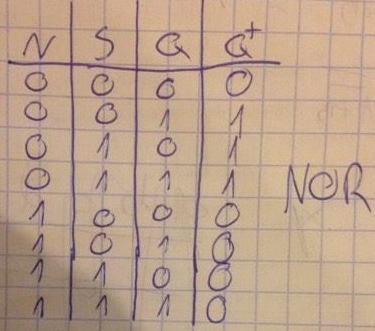 N S Q Q+
0 0 0 0
0 0 1 1
0 1 0 1
0 1 1 1
1 0 0 0
1 0 1 0
1 1 0 0
1 1 1 0
NOR